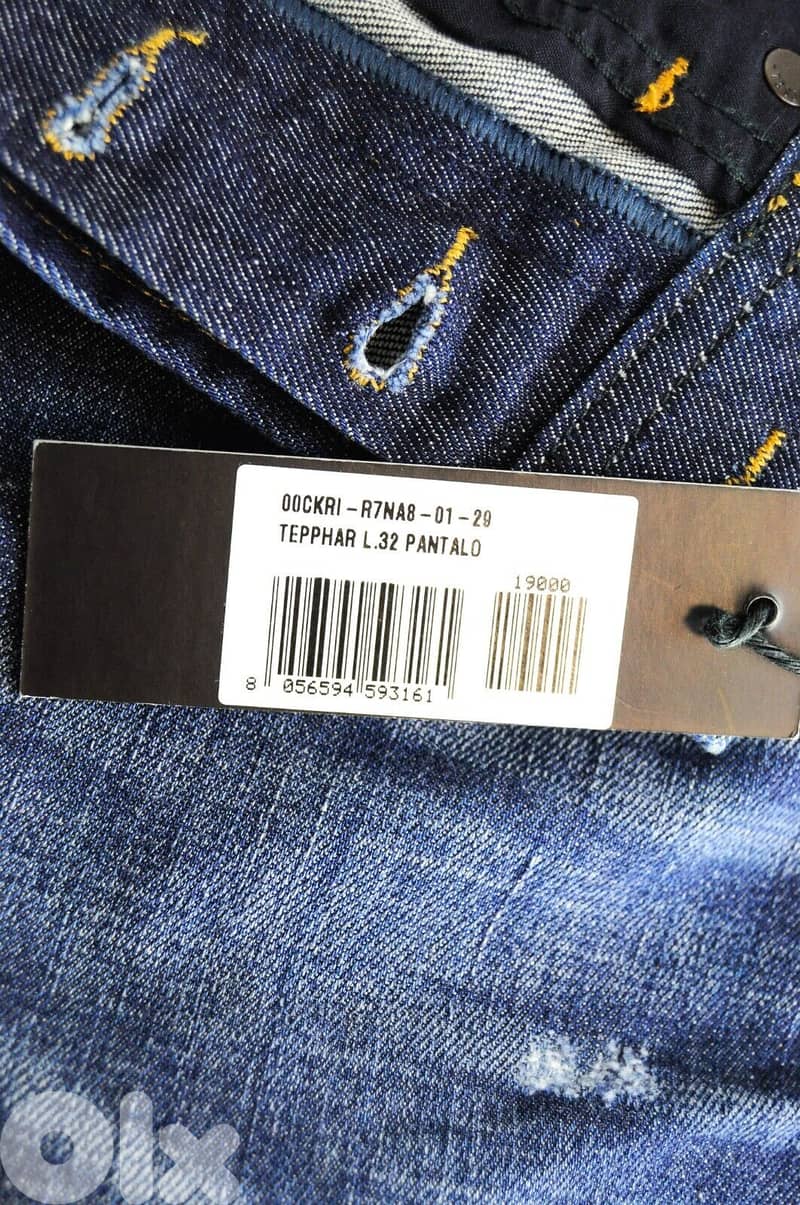 00CKRI-R7NA8-01-29
TEPPHAR L.32 PANTALO
19000
8 056594 593161
olx